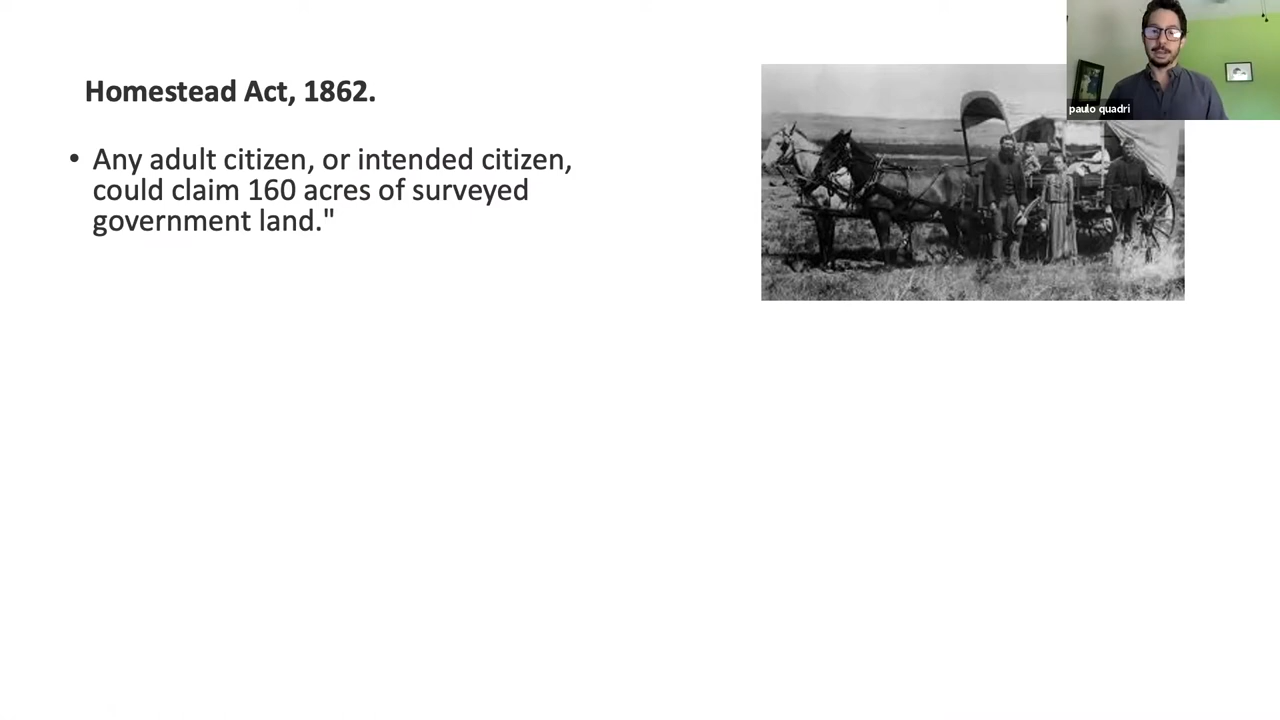 Homestead Act, 1862.
• Any adult citizen, or intended citizen,
could claim 160 acres of surveyed
government land."
paulo quadri